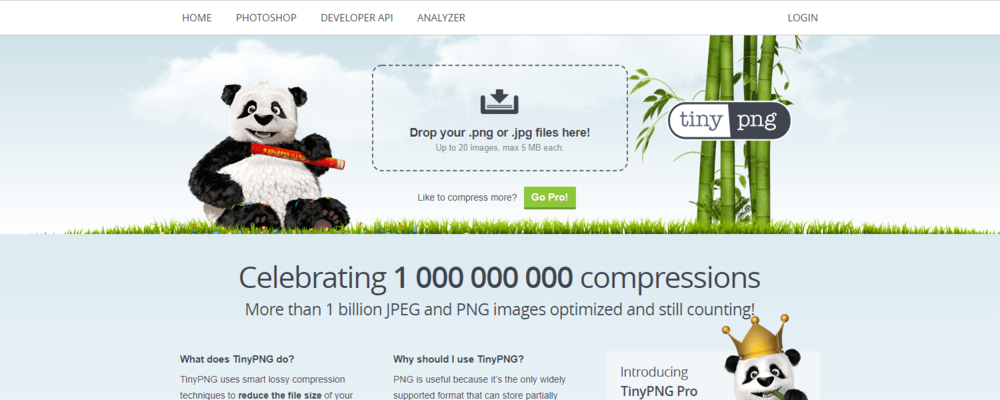 HOME PHOTOSHOP DEVELOPER API ANALYZER LOGIN
Drop your .png or .jpg files here!
Up to 20 images, max 5 MB each.
tiny png
Like to compress more? Go Pro!
Celebrating 1 000 000 000 compressions
More than 1 billion JPEG and PNG images optimized and still counting!
What does TinyPNG do?
TinyPNG uses smart lossy compression
techniques to reduce the file size of your
Why should I use TinyPNG?
PNG is useful because it's the only widely
supported format that can store partially
Introducing
TinyPNG Pro